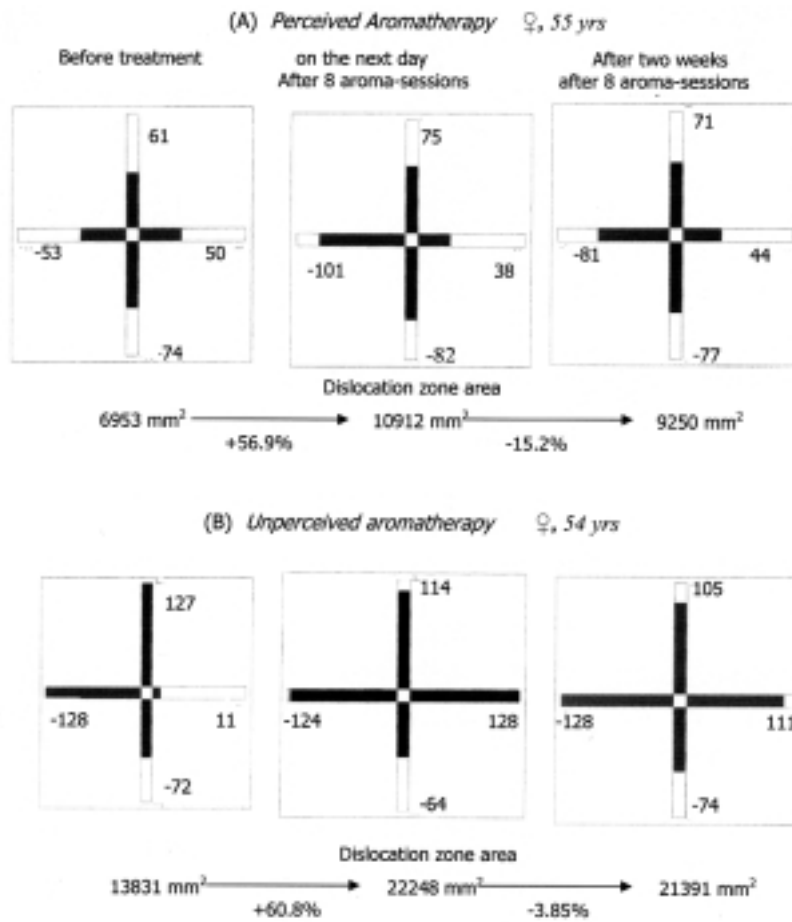 (A) Perceived Aromatherapy ♀, 55 yrs
Before treatment
on the next day
After 8 aroma-sessions
After two weeks
after 8 aroma-sessions
61
-53 50
-74
75
-101 38
-82
71
-81 44
-77
Dislocation zone area
6953 mm² 10912 mm² 9250 mm²
+56.9% -15.2%
(B) Unperceived aromatherapy ♀, 54 yrs
127
-128 11
-72
114
-124 128
-64
105
-128 111
-74
Dislocation zone area
13831 mm² 22248 mm² 21391 mm²
+60.8% -3.85%